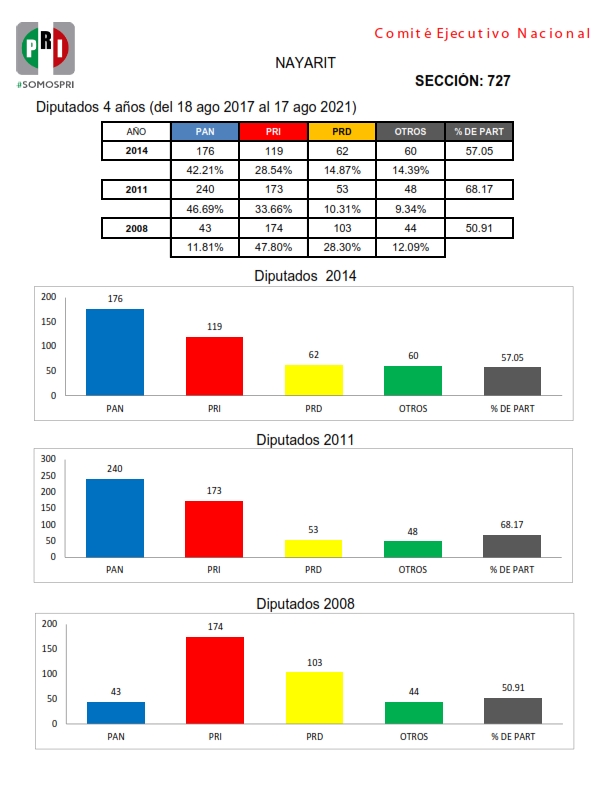 Comité Ejecutivo Nacional
PRI
#SOMOSPRI
NAYARIT
SECCIÓN: 727
Diputados 4 años (del 18 ago 2017 al 17 ago 2021)
AÑO PAN PRI PRD OTROS % DE PART
2014 176 119 62 60 57.05
42.21% 28.54% 14.87% 14.39%
2011 240 173 53 48 68.17
46.69% 33.66% 10.31% 9.34%
2008 43 174 103 44 50.91
11.81% 47.80% 28.30% 12.09%
Diputados 2014
200
150
100
50
0
176
119
62
60
57.05
PAN PRI PRD OTROS % DE PART
Diputados 2011
300
250
200
150
100
50
0
240
173
53
48
68.17
PAN PRI PRD OTROS % DE PART
Diputados 2008
200
150
100
50
0
43
174
103
44
50.91
PAN PRI PRD OTROS % DE PART